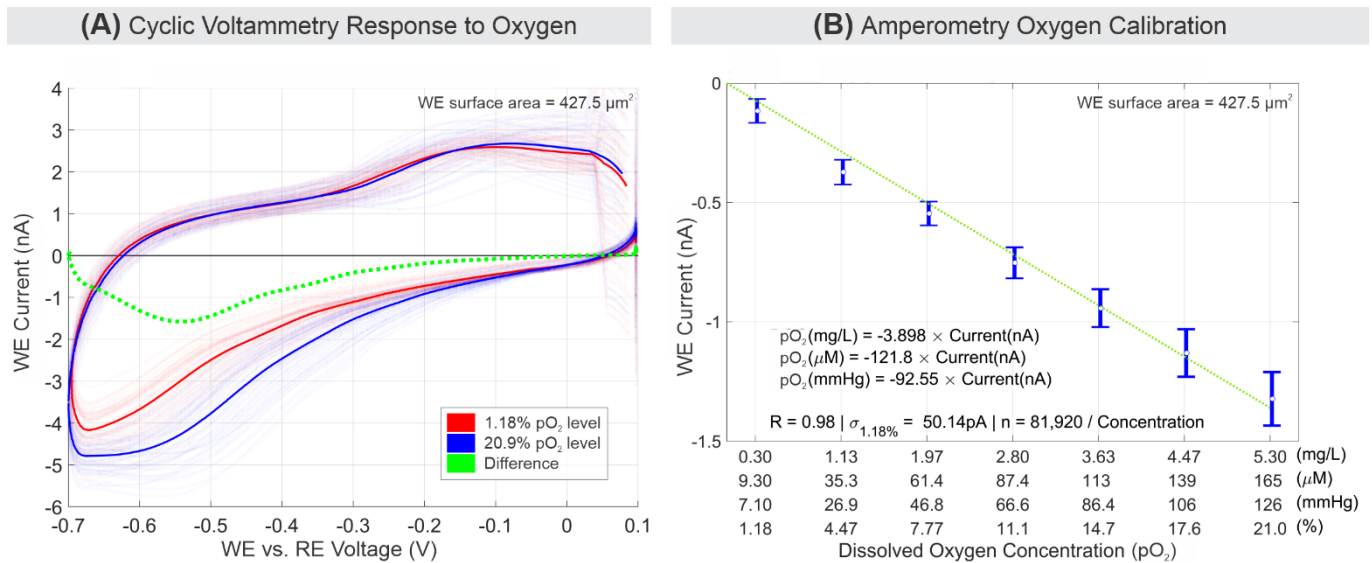 (A) Cyclic Voltammetry Response to Oxygen
WE surface area = 427.5 µm²
4
3
2
1
0
-1
-2
-3
-4
-5
-6
WE Current (nA)
1.18% pO₂ level
20.9% pO₂ level
Difference
-0.7 -0.6 -0.5 -0.4 -0.3 -0.2 -0.1 0 0.1
WE vs. RE Voltage (V)
(B) Amperometry Oxygen Calibration
WE surface area = 427.5 µm²
0
-0.5
-1
-1.5
WE Current (nA)
pO₂(mg/L) = -3.898 × Current(nA)
pO₂(µM) = -121.8 × Current(nA)
pO₂(mmHg) = -92.55 × Current(nA)
R = 0.98 | σ₁.₁₈% = 50.14pA | n = 81,920 / Concentration
0.30 1.13 1.97 2.80 3.63 4.47 5.30 (mg/L)
9.30 35.3 61.4 87.4 113 139 165 (µM)
7.10 26.9 46.8 66.6 86.4 106 126 (mmHg)
1.18 4.47 7.77 11.1 14.7 17.6 21.0 (%)
Dissolved Oxygen Concentration (pO₂)